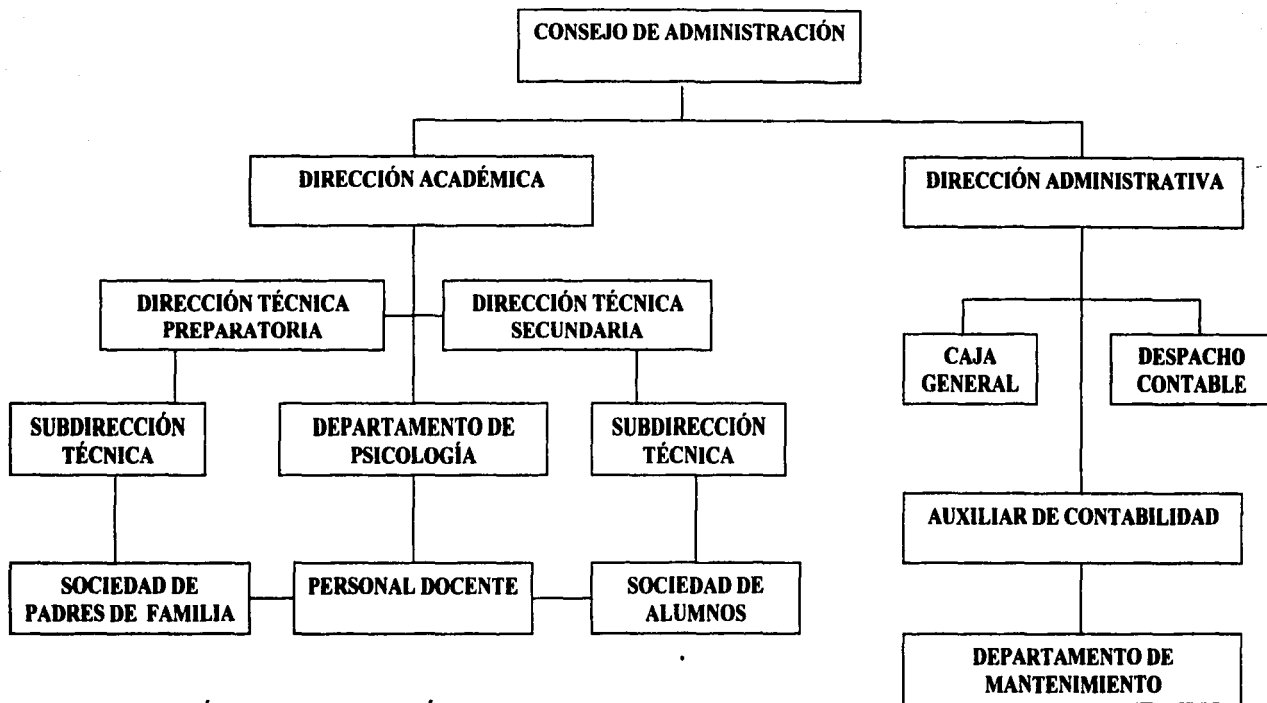 CONSEJO DE ADMINISTRACIÓN
DIRECCIÓN ACADÉMICA
DIRECCIÓN ADMINISTRATIVA
DIRECCIÓN TÉCNICA
PREPARATORIA
DIRECCIÓN TÉCNICA
SECUNDARIA
CAJA
GENERAL
DESPACHO
CONTABLE
SUBDIRECCIÓN
TÉCNICA
DEPARTAMENTO DE
PSICOLOGÍA
SUBDIRECCIÓN
TÉCNICA
AUXILIAR DE CONTABILIDAD
SOCIEDAD DE
PADRES DE FAMILIA
PERSONAL DOCENTE
SOCIEDAD DE
ALUMNOS
DEPARTAMENTO DE
MANTENIMIENTO